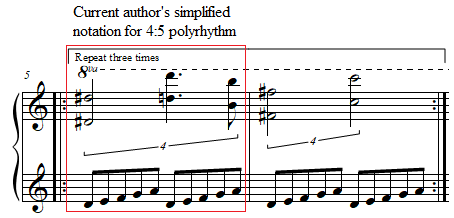 Current author's simplified
notation for 4:5 polyrhythm
Repeat three times
8va
5
4
4
D E F G A D E F G A D E F G A D E F G A